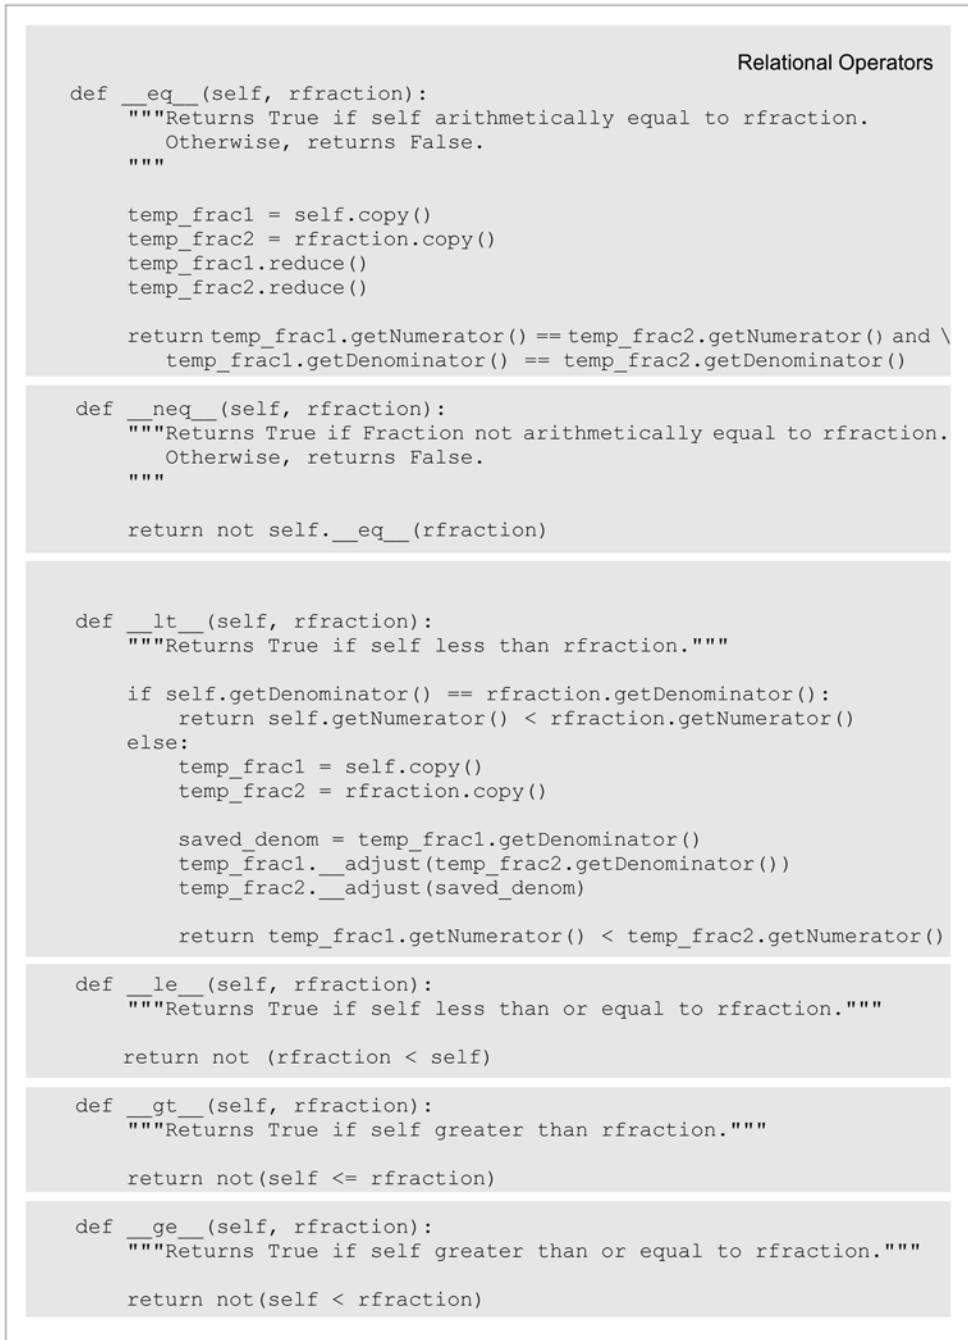 Relational Operators
def __eq__(self, rfraction):
"""Returns True if self arithmetically equal to rfraction.
Otherwise, returns False.
"""
temp_frac1 = self.copy()
temp_frac2 = rfraction.copy()
temp_frac1.reduce()
temp_frac2.reduce()
return temp_frac1.getNumerator() == temp_frac2.getNumerator() and \
temp_frac1.getDenominator() == temp_frac2.getDenominator()
def __neq__(self, rfraction):
"""Returns True if Fraction not arithmetically equal to rfraction.
Otherwise, returns False.
"""
return not self.__eq__(rfraction)
def __lt__(self, rfraction):
"""Returns True if self less than rfraction."""
if self.getDenominator() == rfraction.getDenominator():
return self.getNumerator() < rfraction.getNumerator()
else:
temp_frac1 = self.copy()
temp_frac2 = rfraction.copy()
saved_denom = temp_frac1.getDenominator()
temp_frac1.__adjust(temp_frac2.getDenominator())
temp_frac2.__adjust(saved_denom)
return temp_frac1.getNumerator() < temp_frac2.getNumerator()
def __le__(self, rfraction):
"""Returns True if self less than or equal to rfraction."""
return not (rfraction < self)
def __gt__(self, rfraction):
"""Returns True if self greater than rfraction."""
return not(self <= rfraction)
def __ge__(self, rfraction):
"""Returns True if self greater than or equal to rfraction."""
return not(self < rfraction)